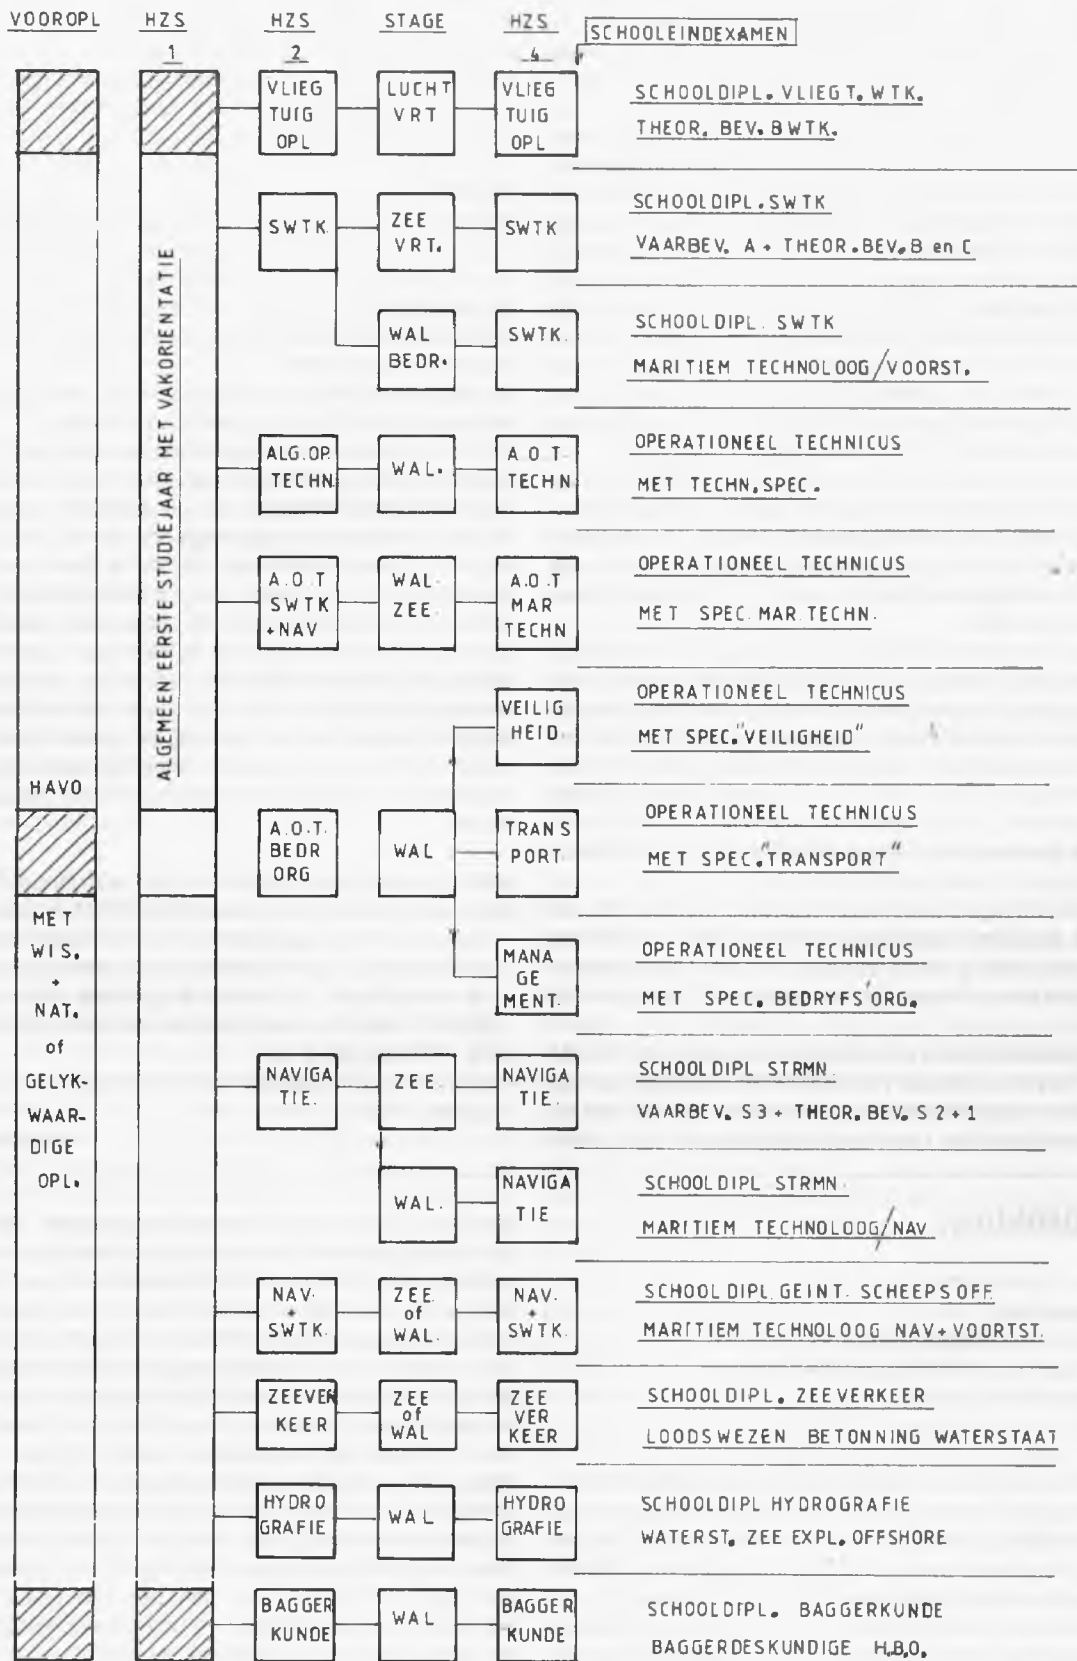 VOOROPL HZS HZS STAGE HZS
1 2 4
SCHOOLEINDEXAMEN
VLIEG
TUIG
OPL
LUCHT
VRT
VLIEG
TUIG
OPL
SCHOOLDIPL. VLIEGT. WTK.
THEOR. BEV. BWTK.
SWTK.
ZEE
VRT.
SWTK
SCHOOLDIPL. SWTK
VAARBEV. A + THEOR. BEV. B en C
WAL
BEDR.
SWTK.
SCHOOLDIPL. SWTK
MARITIEM TECHNOLOOG/VOORST.
ALGEMEEN EERSTE STUDIEJAAR MET VAKORIENTATIE
ALG. OP.
TECHN
WAL.
A.O.T.
TECHN
OPERATIONEEL TECHNICUS
MET TECHN. SPEC.
A.O.T
SWTK
+NAV
WAL.
ZEE.
A.O.T
MAR
TECHN
OPERATIONEEL TECHNICUS
MET SPEC. MAR. TECHN.
VEILIG
HEID.
OPERATIONEEL TECHNICUS
MET SPEC. "VEILIGHEID"
HAVO
A.O.T.
BEDR
ORG
WAL
TRANS
PORT.
OPERATIONEEL TECHNICUS
MET SPEC. "TRANSPORT"
MET
WIS.
+
NAT.
of
GELYK-
WAAR-
DIGE
OPL.
MANA
GE
MENT.
OPERATIONEEL TECHNICUS
MET SPEC. BEDRYFS'ORG.
NAVIGA
TIE.
ZEE.
NAVIGA
TIE.
SCHOOLDIPL STRMN.
VAARBEV. S3 + THEOR. BEV. S 2 + 1
WAL.
NAVIGA
TIE
SCHOOLDIPL STRMN.
MARITIEM TECHNOLOOG/NAV
NAV.
+
SWTK.
ZEE.
of
WAL.
NAV.
+
SWTK.
SCHOOLDIPL. GEINT. SCHEEPSOFF.
MARITIEM TECHNOLOOG NAV + VOORTST.
ZEEVER
KEER
ZEE
of
WAL
ZEE
VER
KEER
SCHOOLDIPL. ZEEVERKEER
LOODSWEZEN BETONNING WATERSTAAT
HYDRO
GRAFIE
WAL
HYDRO
GRAFIE
SCHOOLDIPL HYDROGRAFIE
WATERST. ZEE EXPL. OFFSHORE
BAGGER
KUNDE
WAL
BAGGER
KUNDE
SCHOOLDIPL. BAGGERKUNDE
BAGGERDESKUNDIGE H.B.O.